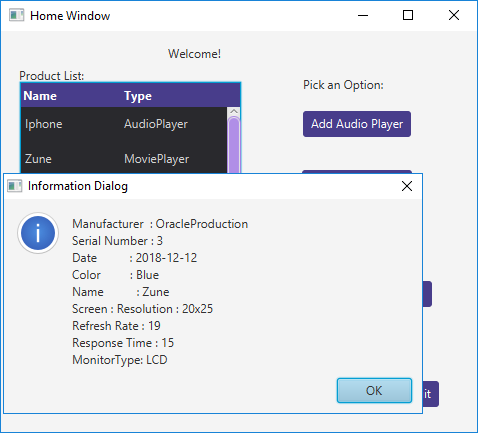 Home Window
Welcome!
Product List:
Name Type
Iphone AudioPlayer
Zune MoviePlayer
Pick an Option:
Add Audio Player
Information Dialog
Manufacturer : OracleProduction
Serial Number : 3
Date : 2018-12-12
Color : Blue
Name : Zune
Screen : Resolution : 20x25
Refresh Rate : 19
Response Time : 15
MonitorType: LCD
OK